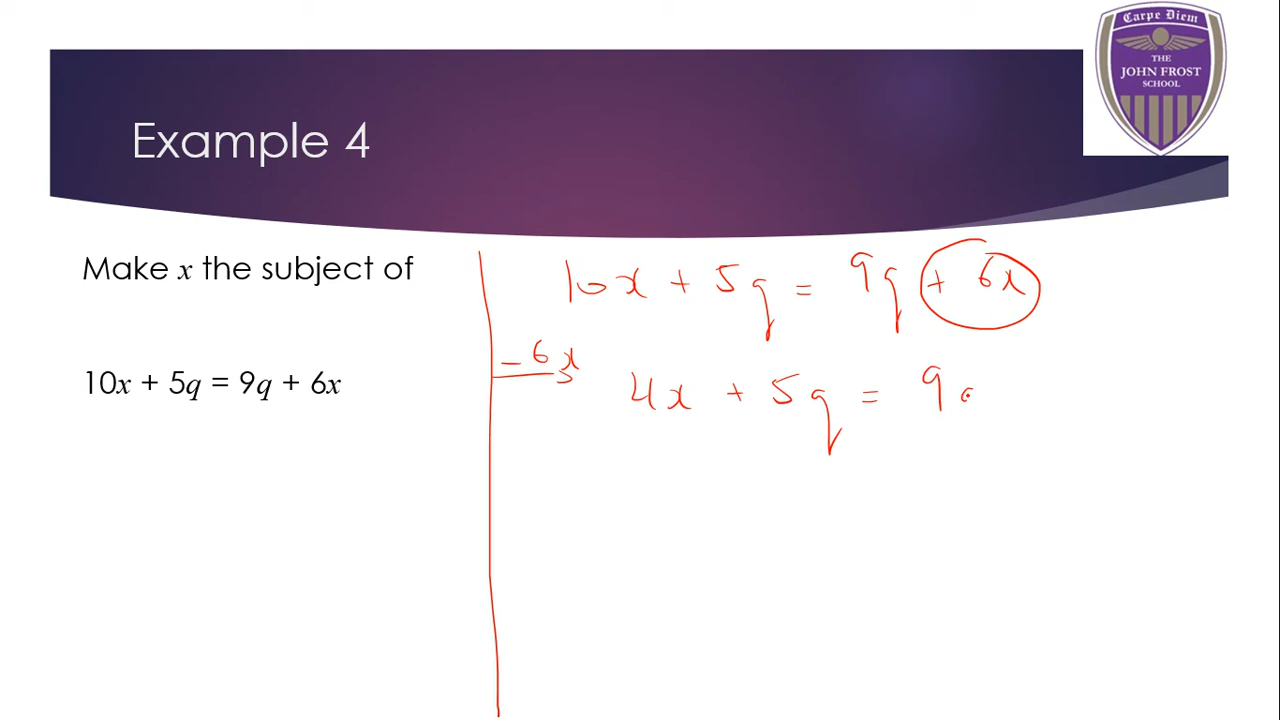 Carpe Diem
THE
JOHN FROST
SCHOOL
Example 4
Make x the subject of
10x + 5q = 9q + 6x
10x + 5q = 9q + 6x
- 6x
4x + 5q = 9